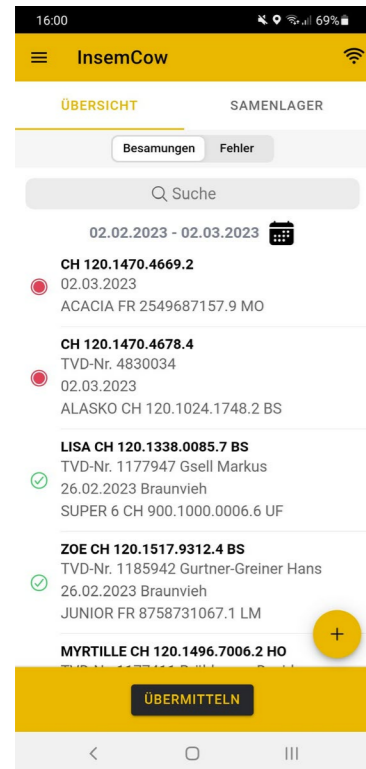 16:00
69%
InsemCow
ÜBERSICHT SAMENLAGER
Besamungen Fehler
Suche
02.02.2023 - 02.03.2023
CH 120.1470.4669.2
02.03.2023
ACACIA FR 2549687157.9 MO
CH 120.1470.4678.4
TVD-Nr. 4830034
02.03.2023
ALASKO CH 120.1024.1748.2 BS
LISA CH 120.1338.0085.7 BS
TVD-Nr. 1177947 Gsell Markus
26.02.2023 Braunvieh
SUPER 6 CH 900.1000.0006.6 UF
ZOE CH 120.1517.9312.4 BS
TVD-Nr. 1185942 Gurtner-Greiner Hans
26.02.2023 Braunvieh
JUNIOR FR 8758731067.1 LM
+
MYRTILLE CH 120.1496.7006.2 HO
ÜBERMITTELN